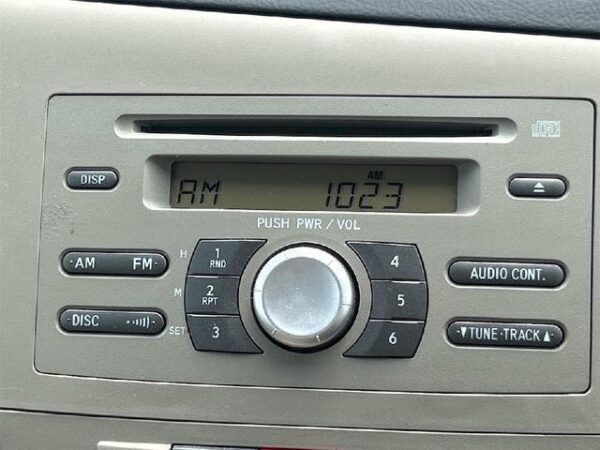 DISP
AM
AM 1023
PUSH PWR / VOL
·AM FM·
H 1 RND
M 2 RPT
SET 3
4
5
6
·DISC
AUDIO CONT.
▼TUNE·TRACK▲